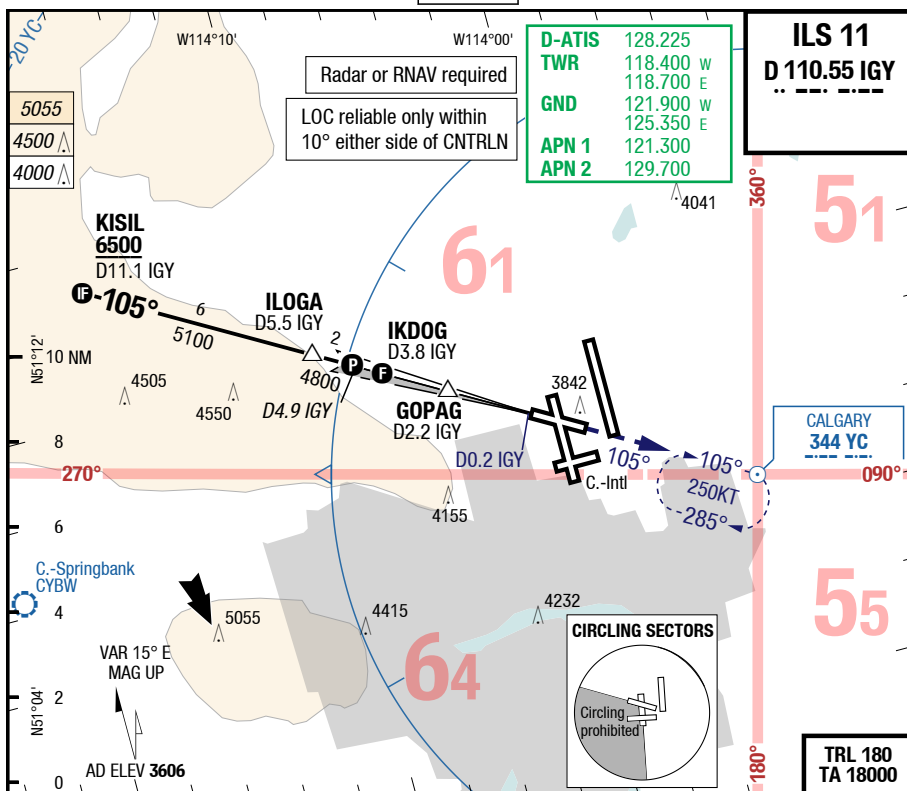 20 YC
W114°10'
W114°00'
D-ATIS 128.225
TWR 118.400 W
118.700 E
GND 121.900 W
125.350 E
APN 1 121.300
APN 2 129.700
ILS 11
D 110.55 IGY
Radar or RNAV required
LOC reliable only within
10° either side of CNTRLN
5055
4500
4000
360°
4041
51
61
KISIL
6500
D11.1 IGY
IF
105°
6
5100
ILOGA
D5.5 IGY
2
IKDOG
D3.8 IGY
P
F
4800
D4.9 IGY
GOPAG
D2.2 IGY
3842
N51°12'
10 NM
4505
4550
8
D0.2 IGY
105°
C.-Intl
105°
250KT
285°
CALGARY
344 YC
270°
090°
4155
6
C.-Springbank
CYBW
4
5055
4415
4232
55
64
CIRCLING SECTORS
Circling
prohibited
VAR 15° E
MAG UP
N51°04'
2
AD ELEV 3606
0
180°
TRL 180
TA 18000